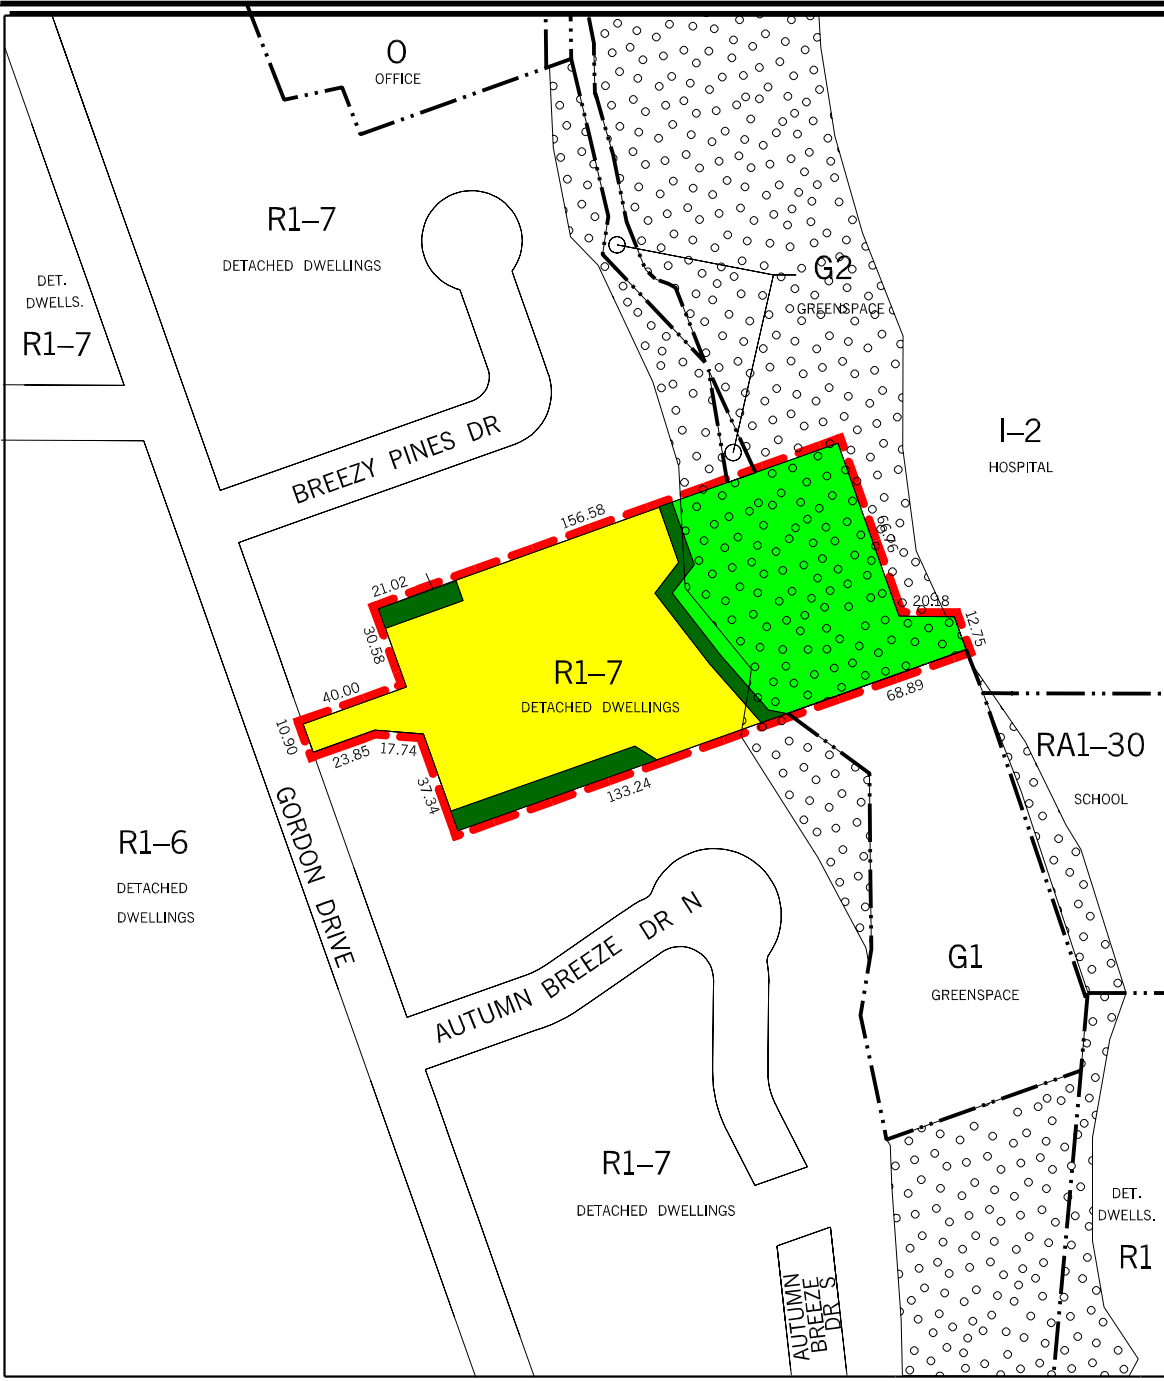 O
OFFICE
R1–7
DETACHED DWELLINGS
DET.
DWELLS.
R1–7
G2
GREENSPACE
I–2
HOSPITAL
BREEZY PINES DR
156.58
66.76
21.02
20.18
12.75
30.58
R1–7
DETACHED DWELLINGS
40.00
68.89
10.90
23.85
17.74
37.34
133.24
RA1–30
SCHOOL
GORDON DRIVE
R1–6
DETACHED
DWELLINGS
AUTUMN BREEZE DR N
G1
GREENSPACE
R1–7
DETACHED DWELLINGS
DET.
DWELLS.
R1
AUTUMN
BREEZE
DR S